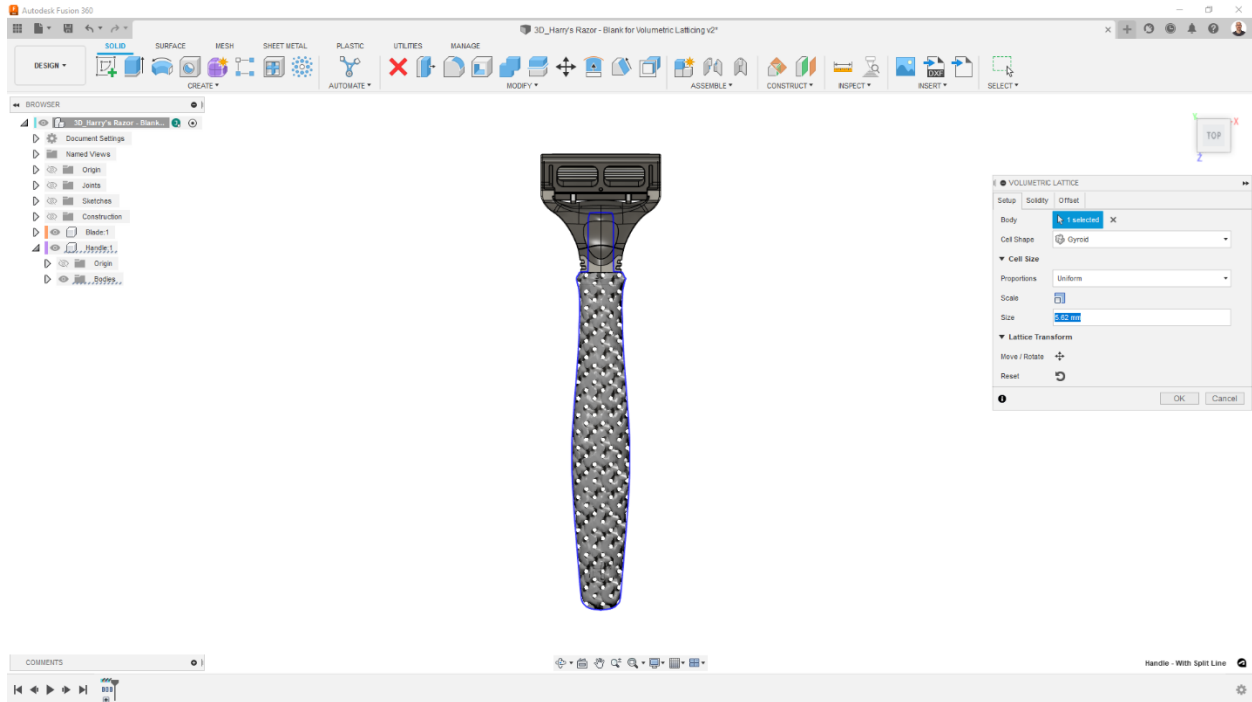 Autodesk Fusion 360
3D_Harry's Razor - Blank for Volumetric Latticing v2*
SOLID SURFACE MESH SHEET METAL PLASTIC UTILITIES MANAGE
DESIGN
CREATE AUTOMATE MODIFY ASSEMBLE CONSTRUCT INSPECT INSERT SELECT
DXF
BROWSER
3D_Harry's Razor - Blank...
Document Settings
Named Views
Origin
Joints
Sketches
Construction
Blade:1
Handle:1
Origin
Bodies
Y
X
TOP
Z
VOLUMETRIC LATTICE
Setup Solidity Offset
Body 1 selected
Cell Shape Gyroid
Cell Size
Proportions Uniform
Scale
Size 5.62 mm
Lattice Transform
Move / Rotate
Reset
OK Cancel
COMMENTS
Handle - With Split Line